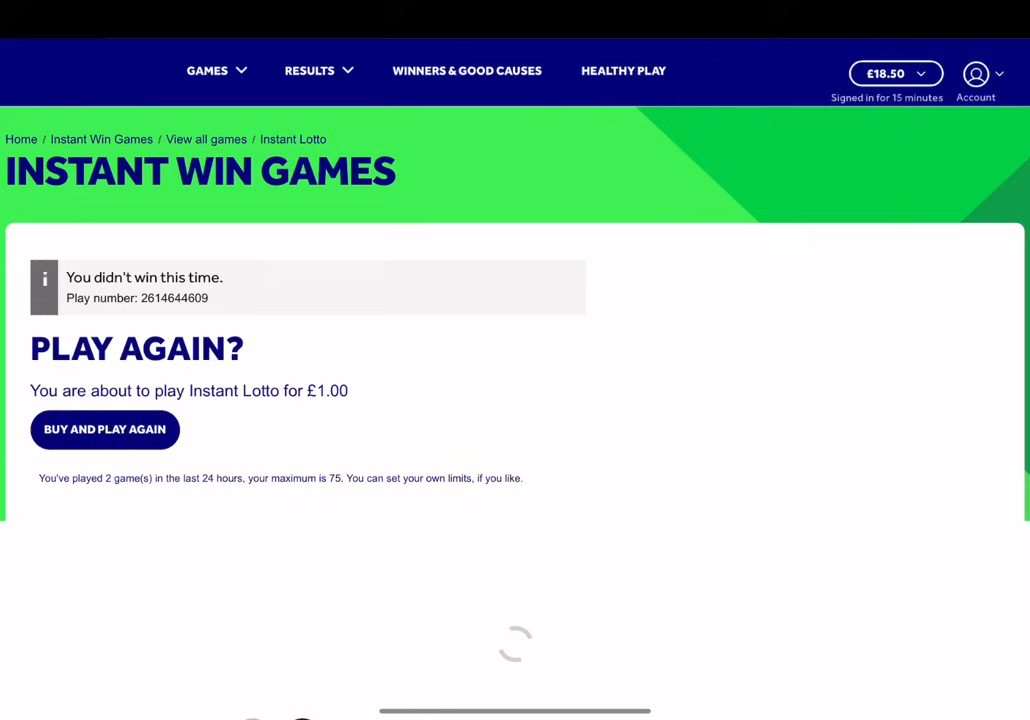 GAMES RESULTS WINNERS & GOOD CAUSES HEALTHY PLAY £18.50
Signed in for 15 minutes Account
Home / Instant Win Games / View all games / Instant Lotto
INSTANT WIN GAMES
i You didn't win this time.
Play number: 2614644609
PLAY AGAIN?
You are about to play Instant Lotto for £1.00
BUY AND PLAY AGAIN
You've played 2 game(s) in the last 24 hours, your maximum is 75. You can set your own limits, if you like.